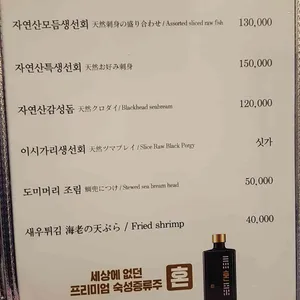 자연산모듬생선회 天然刺身の盛り合わせ / Assorted sliced raw fish 130,000
자연산특생선회 天然お好み刺身 150,000
자연산감성돔 天然クロダイ / Blackhead seabream 120,000
이시가리생선회 天然ツマブレイ / Slice Raw Black Porgy 싯가
도미머리 조림 鯛兜につけ / Stewed sea bream head 50,000
새우튀김 海老の天ぷら / Fried shrimp 40,000
세상에 없던
프리미엄 숙성증류주
혼